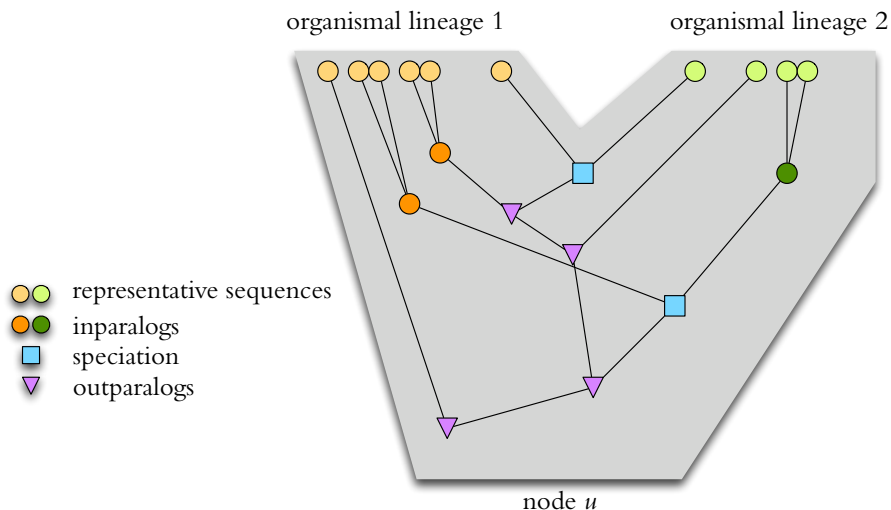 organismal lineage 1
organismal lineage 2
representative sequences
inparalogs
speciation
outparalogs
node u